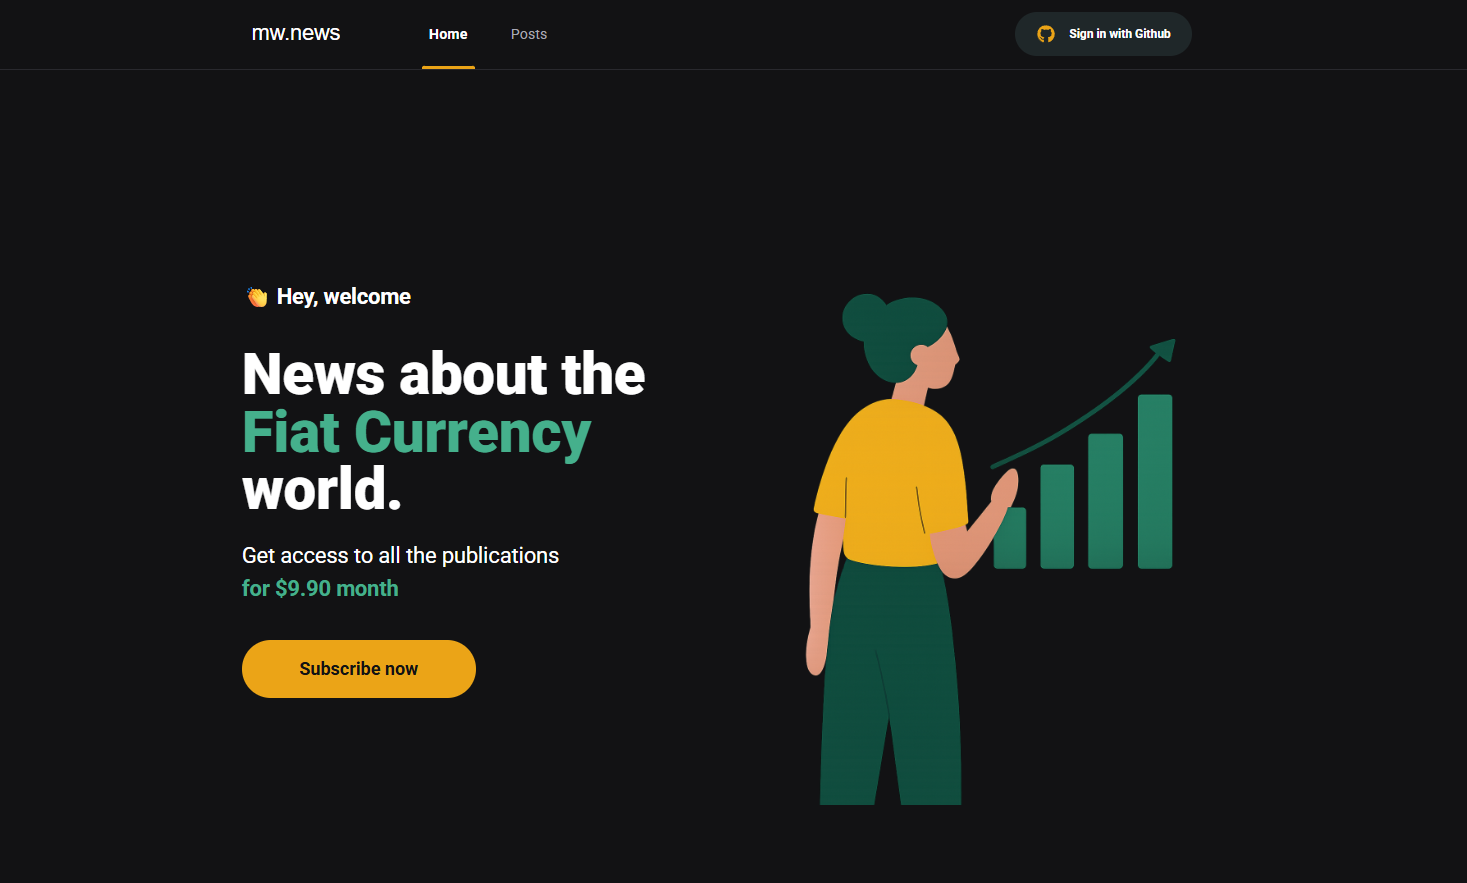 mw.news
Home
Posts
Sign in with Github
👏 Hey, welcome
News about the
Fiat Currency
world.
Get access to all the publications
for $9.90 month
Subscribe now